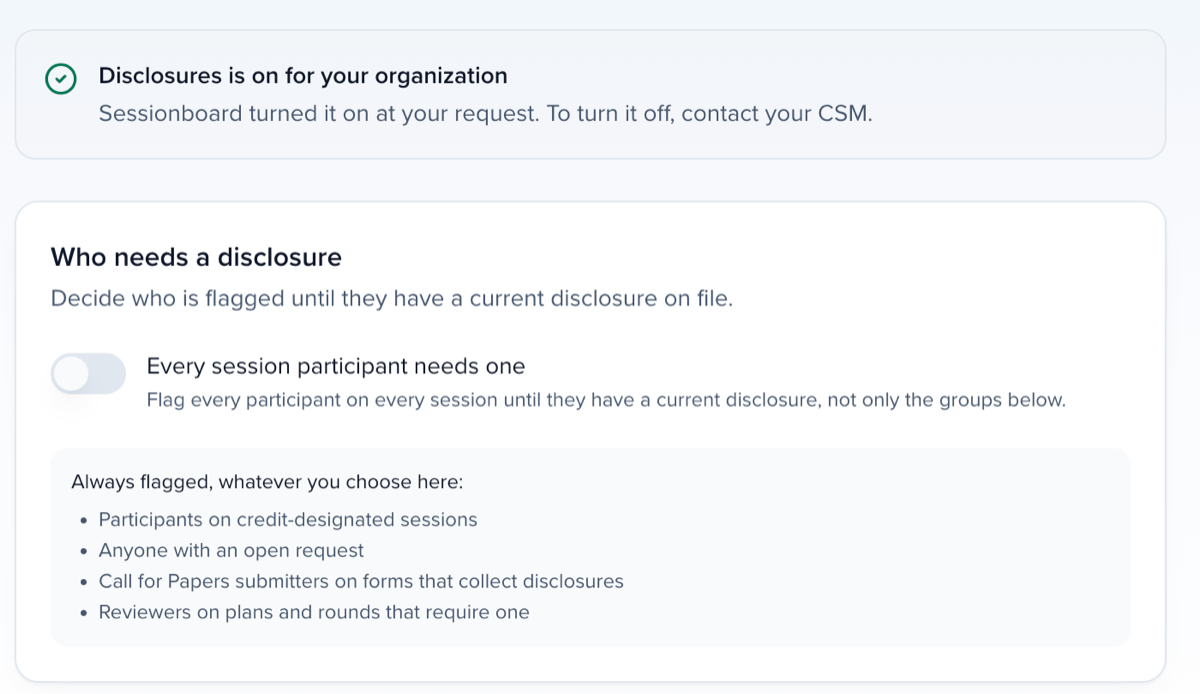 Disclosures is on for your organization
Sessionboard turned it on at your request. To turn it off, contact your CSM.
Who needs a disclosure
Decide who is flagged until they have a current disclosure on file.
Every session participant needs one
Flag every participant on every session until they have a current disclosure, not only the groups below.
Always flagged, whatever you choose here:
• Participants on credit-designated sessions
• Anyone with an open request
• Call for Papers submitters on forms that collect disclosures
• Reviewers on plans and rounds that require one